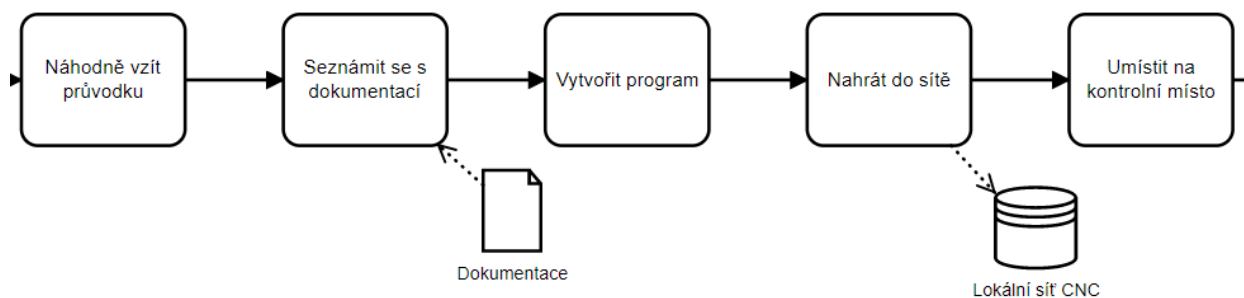 Náhodně vzít
průvodku
Seznámit se s
dokumentací
Vytvořit program
Nahrát do sítě
Umístit na
kontrolní místo
Dokumentace
Lokální síť CNC